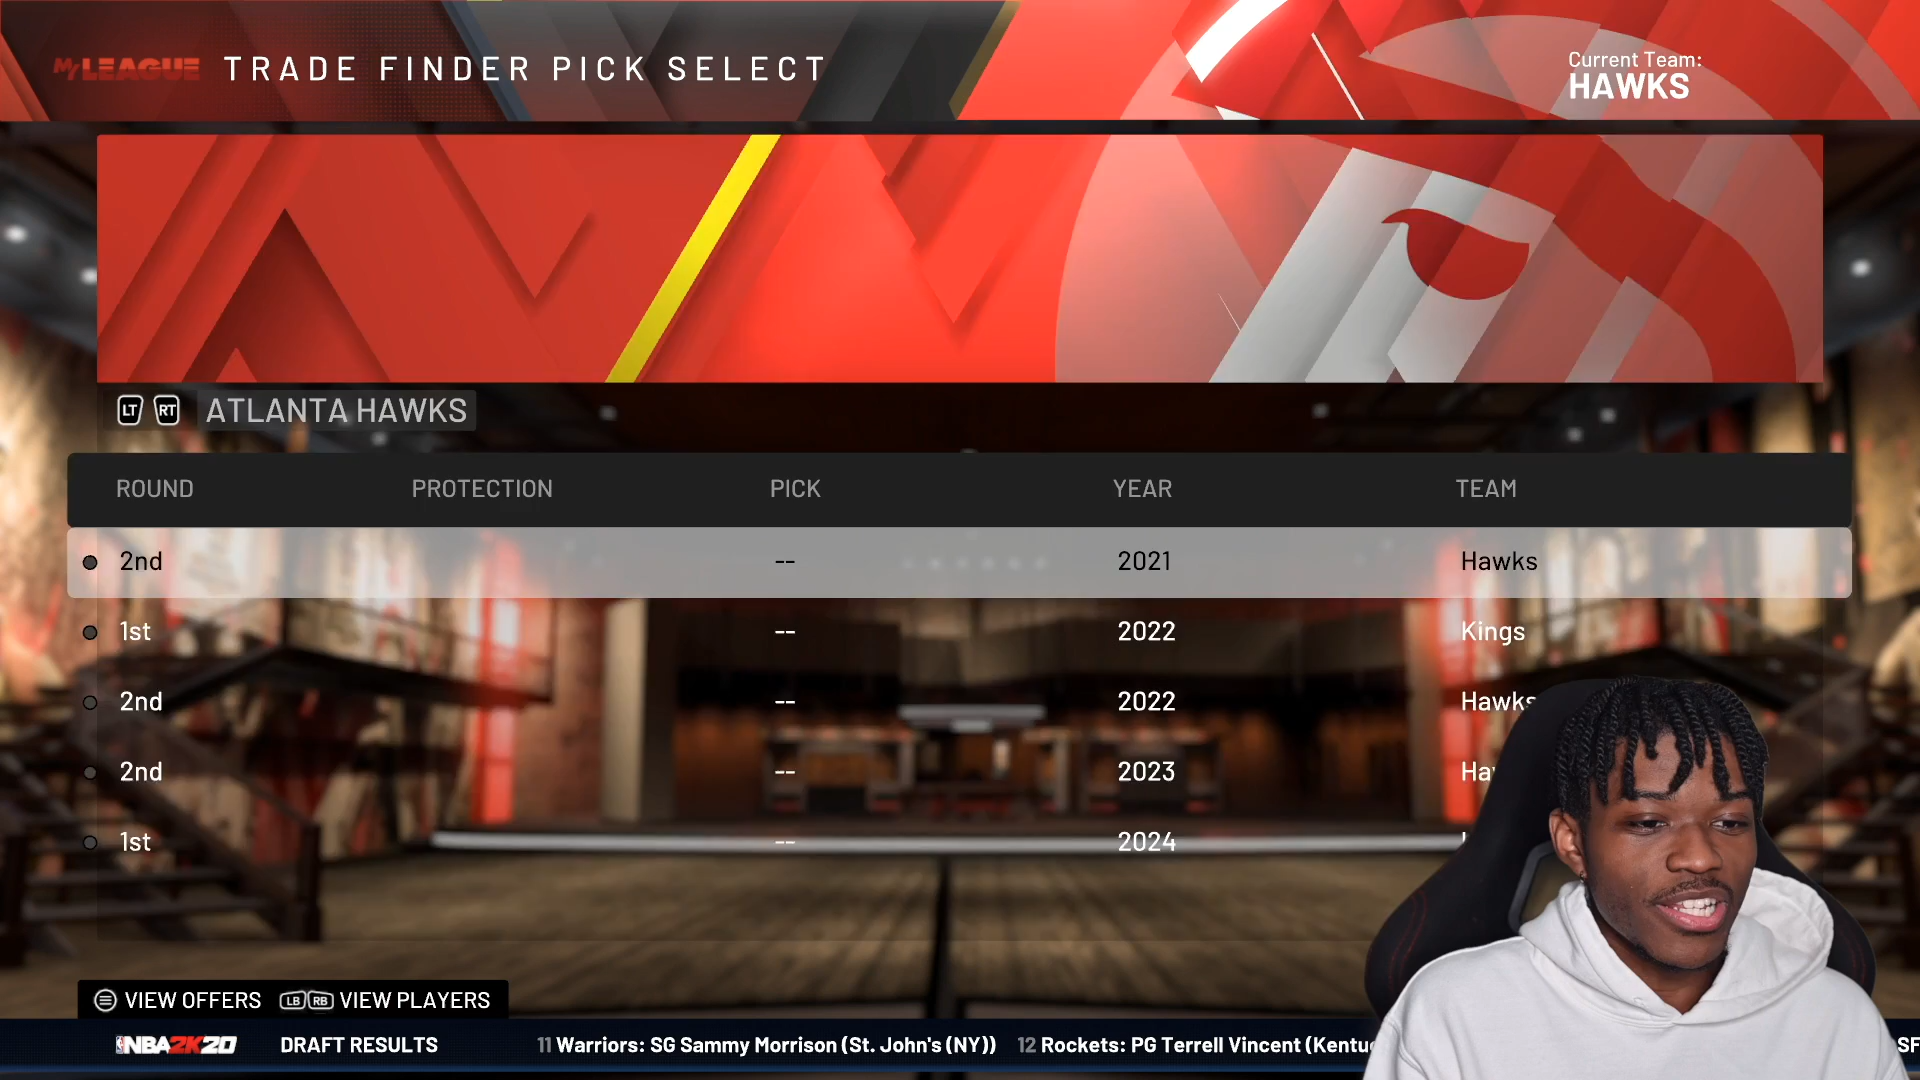 MyLEAGUE TRADE FINDER PICK SELECT
Current Team:
HAWKS
LT RT ATLANTA HAWKS
ROUND PROTECTION PICK YEAR TEAM
2nd -- 2021 Hawks
1st -- 2022 Kings
2nd -- 2022 Hawks
2nd -- 2023
1st -- 2024
VIEW OFFERS LB RB VIEW PLAYERS
NBA 2K20 DRAFT RESULTS 11 Warriors: SG Sammy Morrison (St. John's (NY)) 12 Rockets: PG Terrell Vincent